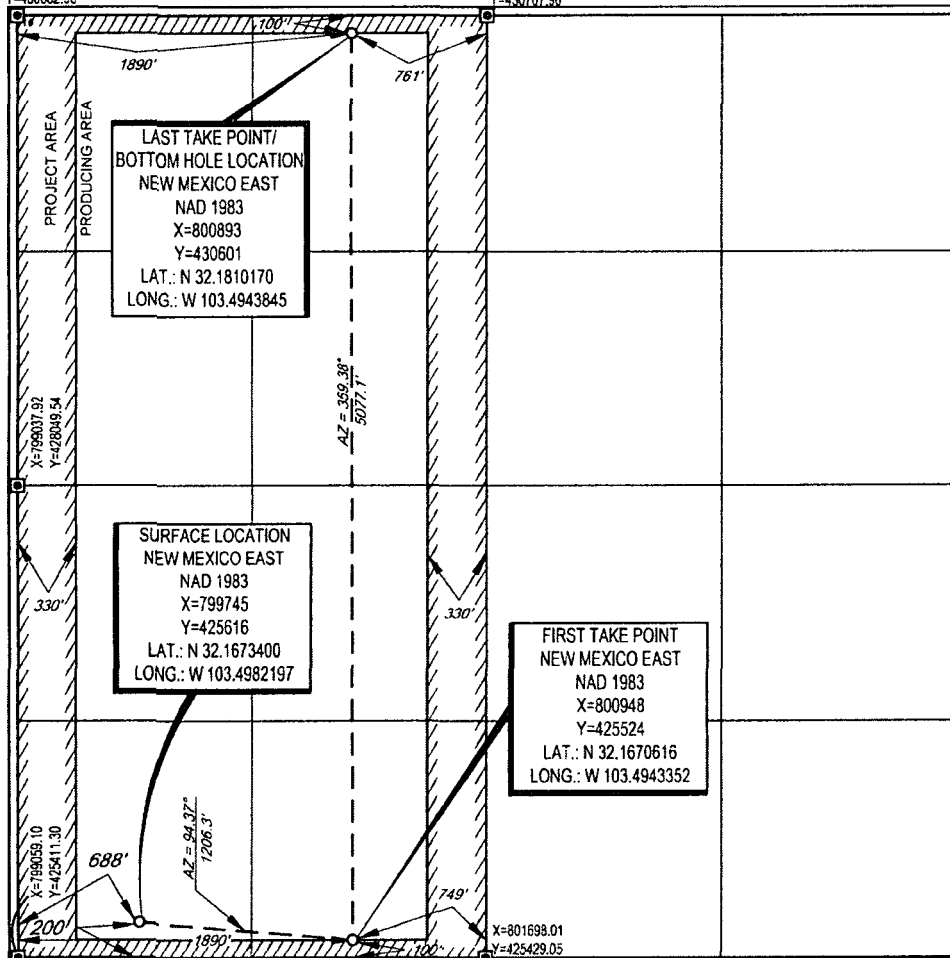 100'
1890'
761'
PROJECT AREA
PRODUCING AREA
LAST TAKE POINT/
BOTTOM HOLE LOCATION
NEW MEXICO EAST
NAD 1983
X=800893
Y=430601
LAT.: N 32.1810170
LONG.: W 103.4943845
AZ = 359.38°
5077.1'
X=799037.92
Y=428049.54
SURFACE LOCATION
NEW MEXICO EAST
NAD 1983
X=799745
Y=425616
LAT.: N 32.1673400
LONG.: W 103.4982197
330'
330'
FIRST TAKE POINT
NEW MEXICO EAST
NAD 1983
X=800948
Y=425524
LAT.: N 32.1670616
LONG.: W 103.4943352
X=799059.10
Y=425411.30
688'
AZ = 94.37°
1206.3'
749'
200'
1890'
100'
X=801698.01
Y=425429.05